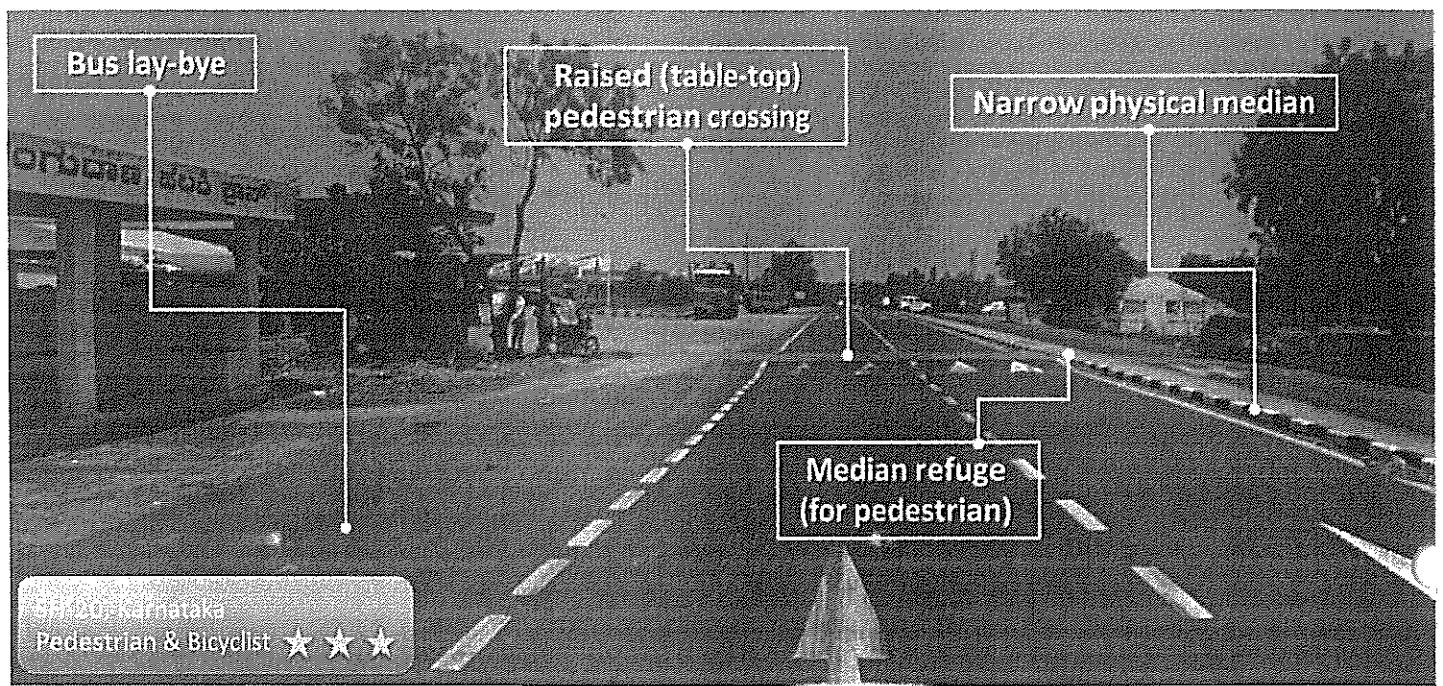 Bus lay-bye
Raised (table-top)
pedestrian crossing
Narrow physical median
Median refuge
(for pedestrian)
SH-20, Karnataka
Pedestrian & Bicyclist